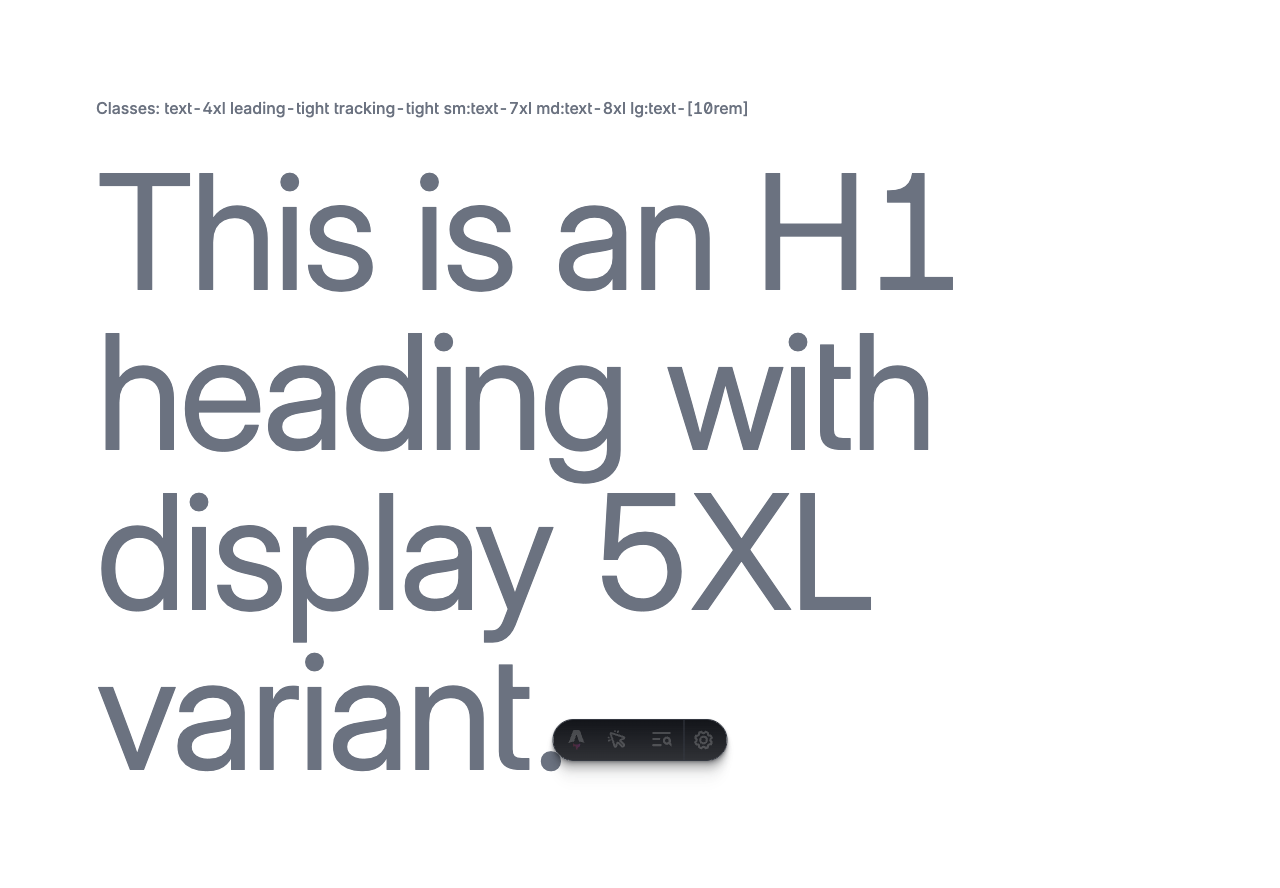 Classes: text-4xl leading-tight tracking-tight sm:text-7xl md:text-8xl lg:text-[10rem]
This is an H1
heading with
display 5XL
variant.